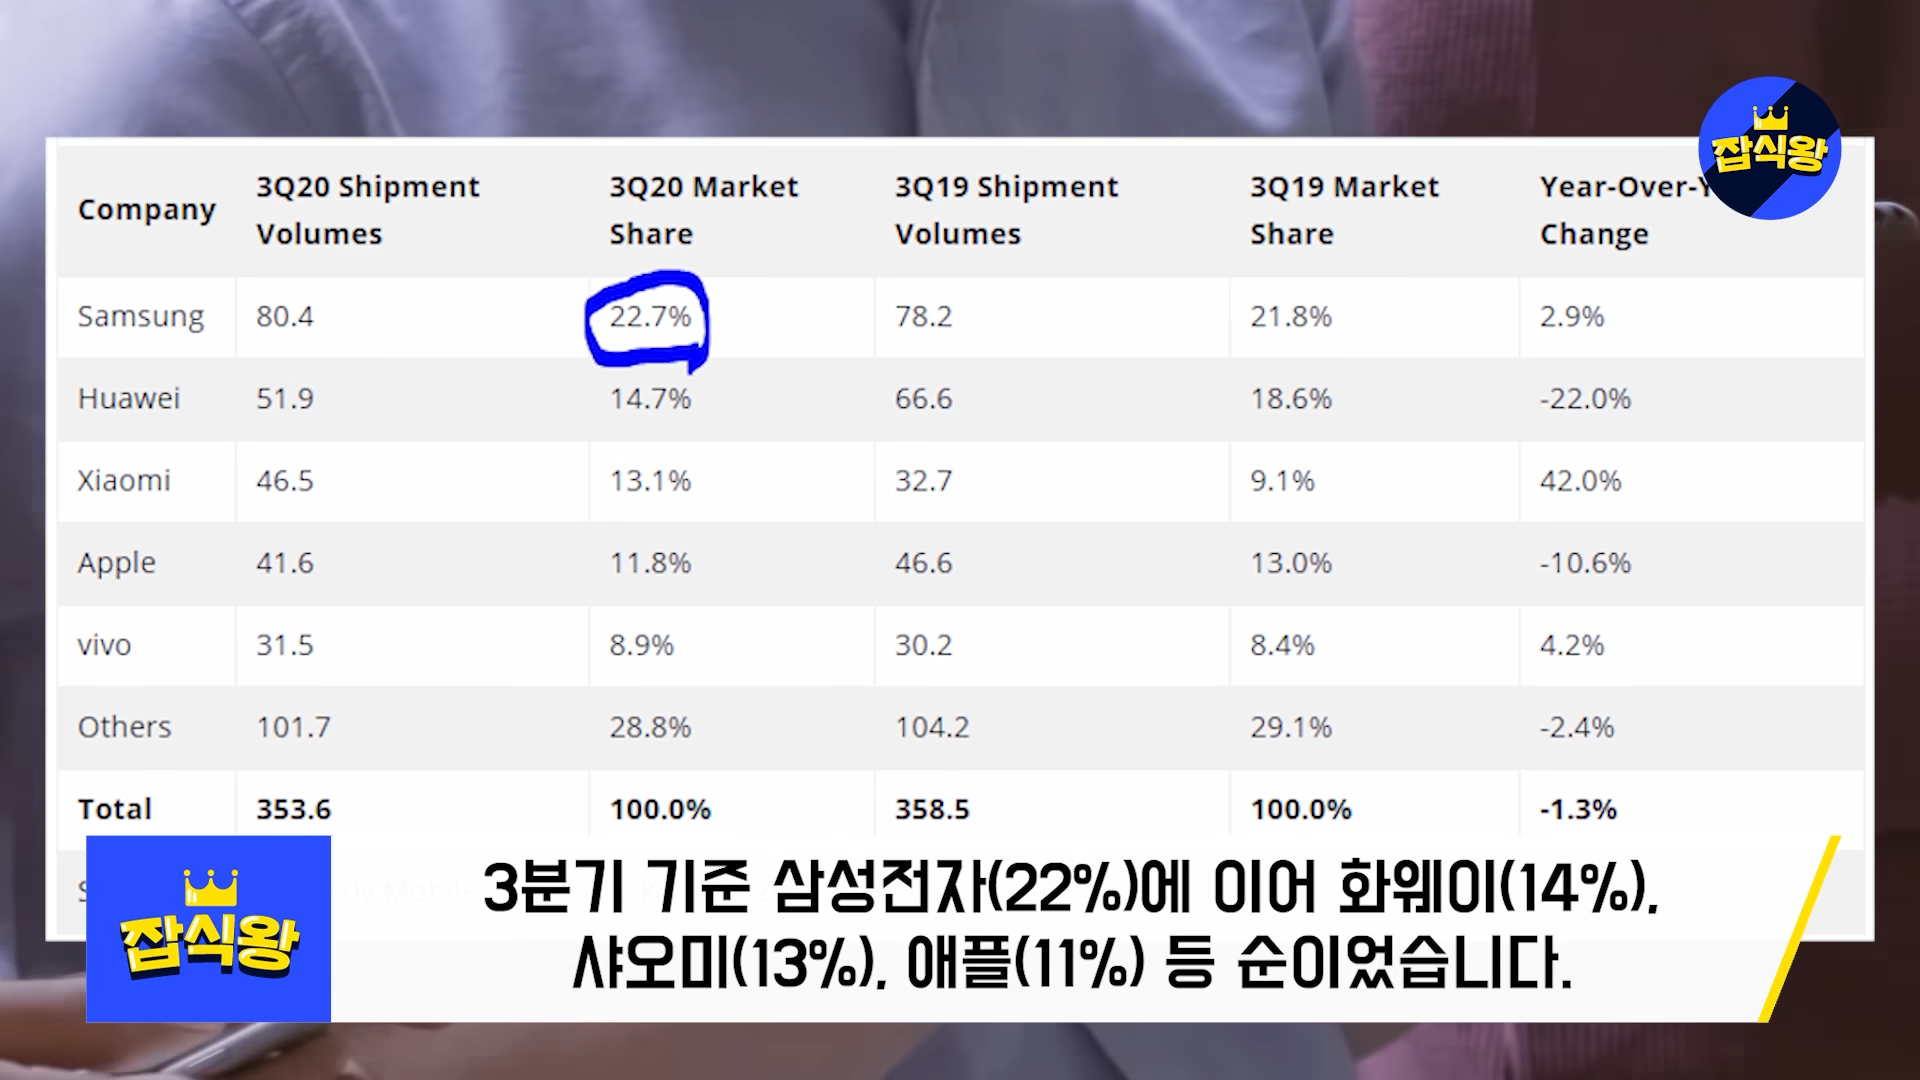 잡식왕
Company 3Q20 Shipment Volumes 3Q20 Market Share 3Q19 Shipment Volumes 3Q19 Market Share Year-Over- Change
Samsung 80.4 22.7% 78.2 21.8% 2.9%
Huawei 51.9 14.7% 66.6 18.6% -22.0%
Xiaomi 46.5 13.1% 32.7 9.1% 42.0%
Apple 41.6 11.8% 46.6 13.0% -10.6%
vivo 31.5 8.9% 30.2 8.4% 4.2%
Others 101.7 28.8% 104.2 29.1% -2.4%
Total 353.6 100.0% 358.5 100.0% -1.3%
잡식왕
3분기 기준 삼성전자(22%)에 이어 화웨이(14%),
샤오미(13%), 애플(11%) 등 순이었습니다.